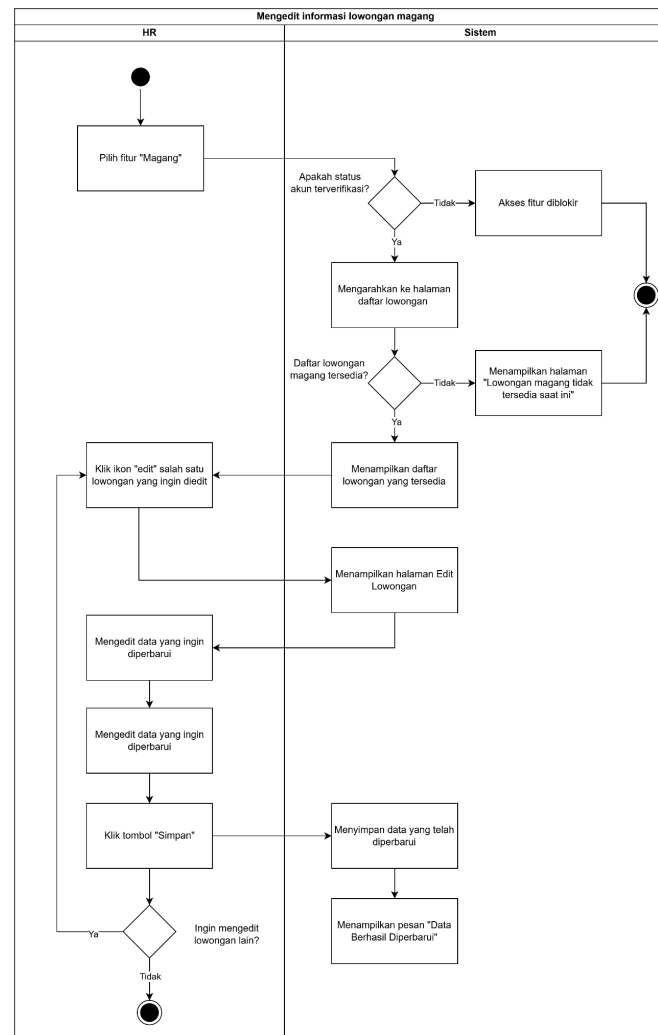 Mengedit informasi lowongan magang
HR
Sistem
Pilih fitur "Magang"
Apakah status
akun terverifikasi?
Tidak
Akses fitur diblokir
Ya
Mengarahkan ke halaman
daftar lowongan
Daftar lowongan
magang tersedia?
Tidak
Menampilkan halaman
"Lowongan magang tidak
tersedia saat ini"
Ya
Klik ikon "edit" salah satu
lowongan yang ingin diedit
Menampilkan daftar
lowongan yang tersedia
Menampilkan halaman Edit
Lowongan
Mengedit data yang ingin
diperbarui
Mengedit data yang ingin
diperbarui
Klik tombol "Simpan"
Menyimpan data yang telah
diperbarui
Ya
Ingin mengedit
lowongan lain?
Menampilkan pesan "Data
Berhasil Diperbarui"
Tidak